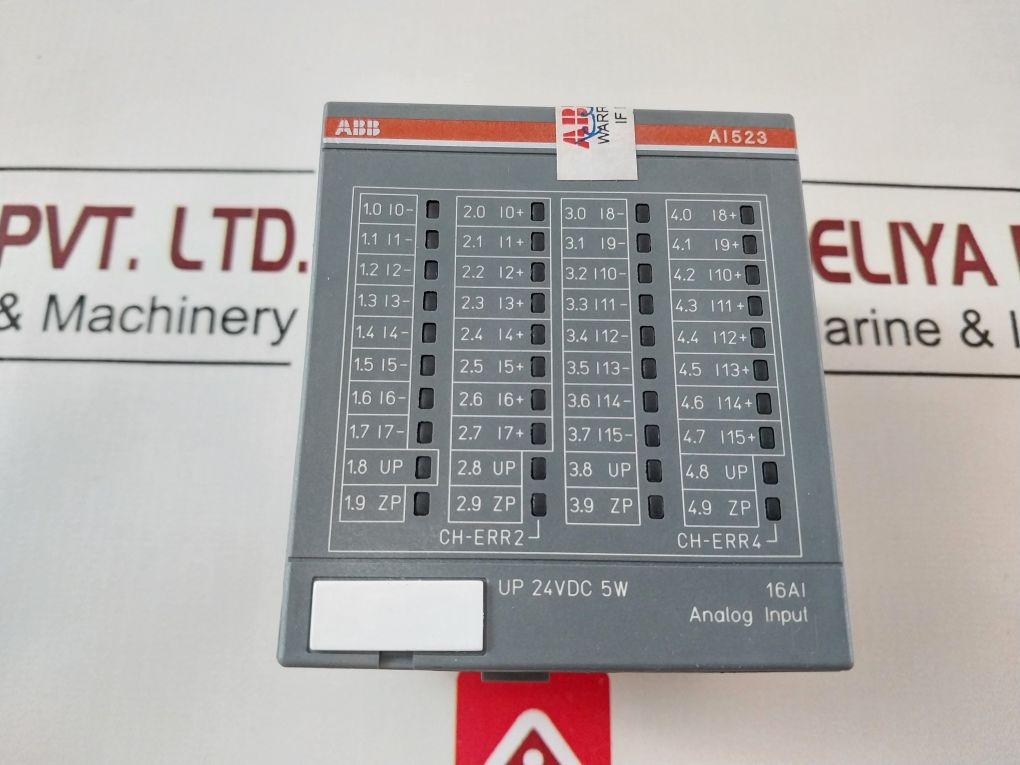 ABB AI523
ABB
WARR
IF
PVT. LTD.
& Machinery
ELIYA
arine &
1.0 I0- 2.0 I0+ 3.0 I8- 4.0 I8+
1.1 I1- 2.1 I1+ 3.1 I9- 4.1 I9+
1.2 I2- 2.2 I2+ 3.2 I10- 4.2 I10+
1.3 I3- 2.3 I3+ 3.3 I11- 4.3 I11+
1.4 I4- 2.4 I4+ 3.4 I12- 4.4 I12+
1.5 I5- 2.5 I5+ 3.5 I13- 4.5 I13+
1.6 I6- 2.6 I6+ 3.6 I14- 4.6 I14+
1.7 I7- 2.7 I7+ 3.7 I15- 4.7 I15+
1.8 UP 2.8 UP 3.8 UP 4.8 UP
1.9 ZP 2.9 ZP 3.9 ZP 4.9 ZP
CH-ERR2 CH-ERR4
UP 24VDC 5W 16AI
Analog Input